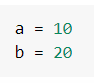 a = 10
b = 20